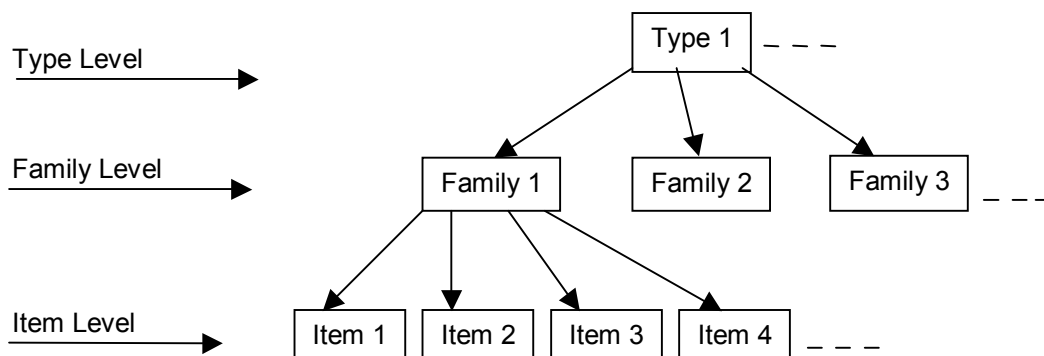 Type Level
Type 1
Family Level
Family 1
Family 2
Family 3
Item Level
Item 1
Item 2
Item 3
Item 4